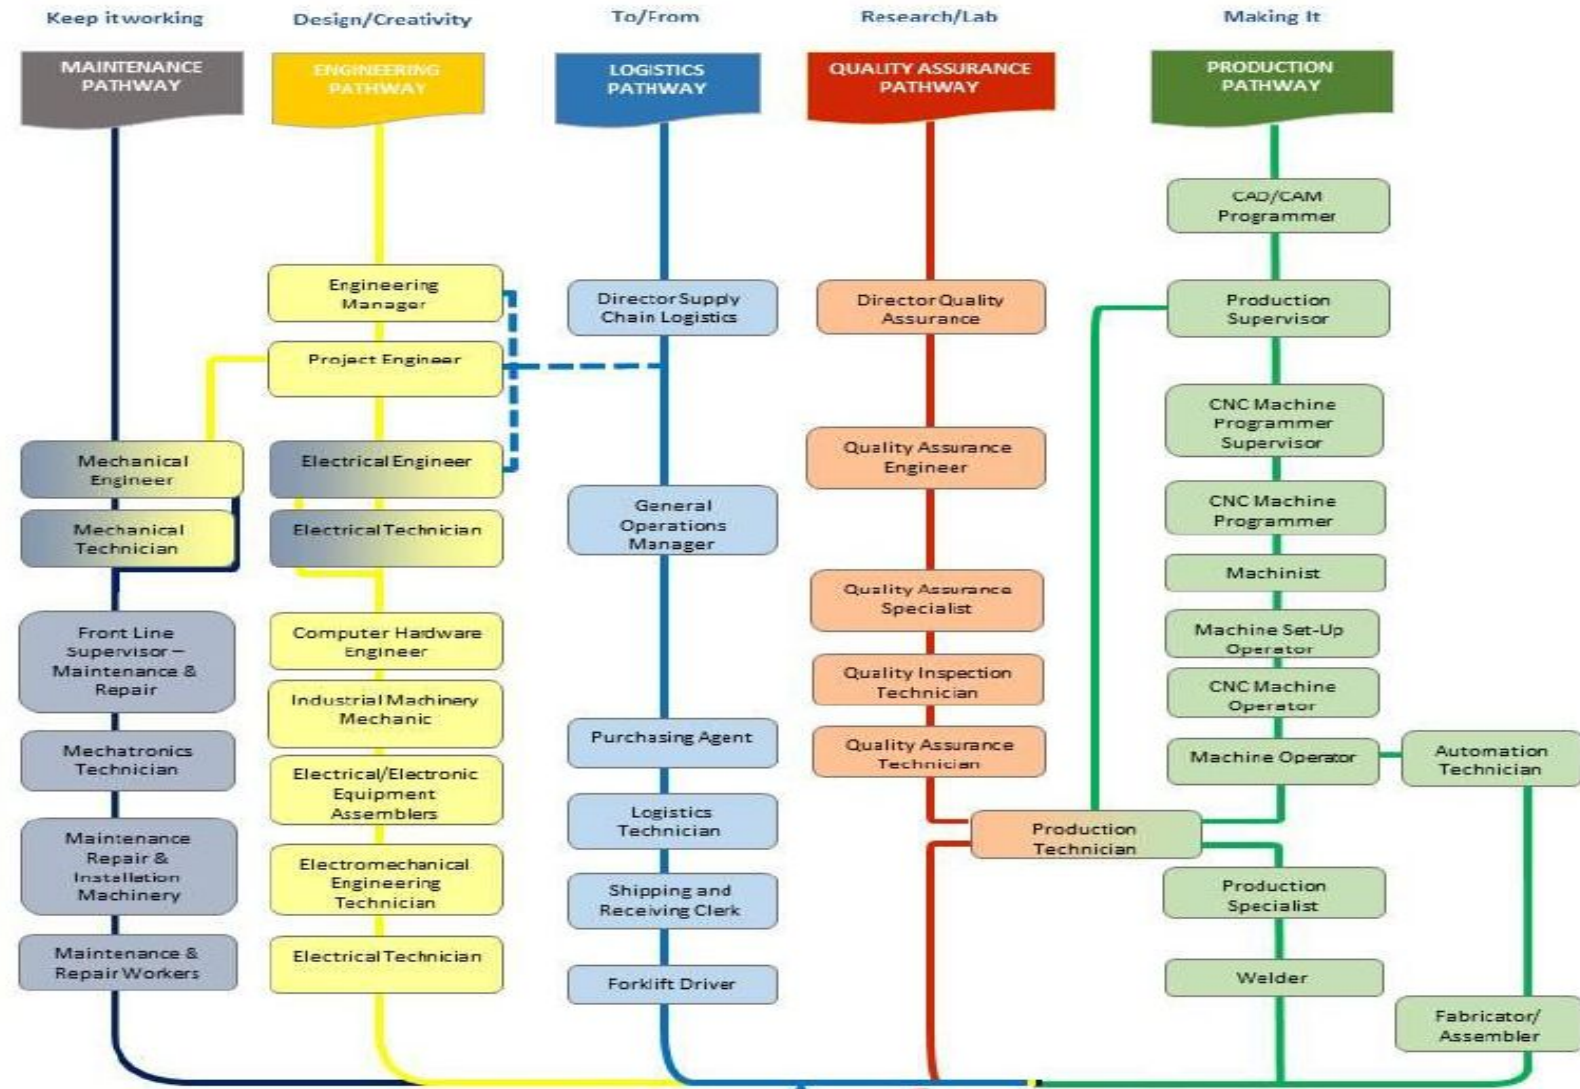 Keep it working
Design/Creativity
To/From
Research/Lab
Making It
MAINTENANCE
PATHWAY
ENGINEERING
PATHWAY
LOGISTICS
PATHWAY
QUALITY ASSURANCE
PATHWAY
PRODUCTION
PATHWAY
Mechanical
Engineer
Mechanical
Technician
Front Line
Supervisor –
Maintenance &
Repair
Mechatronics
Technician
Maintenance
Repair &
Installation
Machinery
Maintenance &
Repair Workers
Engineering
Manager
Project Engineer
Electrical Engineer
Electrical Technician
Computer Hardware
Engineer
Industrial Machinery
Mechanic
Electrical/Electronic
Equipment
Assemblers
Electromechanical
Engineering
Technician
Electrical Technician
Director Supply
Chain Logistics
General
Operations
Manager
Purchasing Agent
Logistics
Technician
Shipping and
Receiving Clerk
Forklift Driver
Director Quality
Assurance
Quality Assurance
Engineer
Quality Assurance
Specialist
Quality Inspection
Technician
Quality Assurance
Technician
Production
Technician
CAD/CAM
Programmer
Production
Supervisor
CNC Machine
Programmer
Supervisor
CNC Machine
Programmer
Machinist
Machine Set-Up
Operator
CNC Machine
Operator
Machine Operator
Automation
Technician
Production
Specialist
Welder
Fabricator/
Assembler